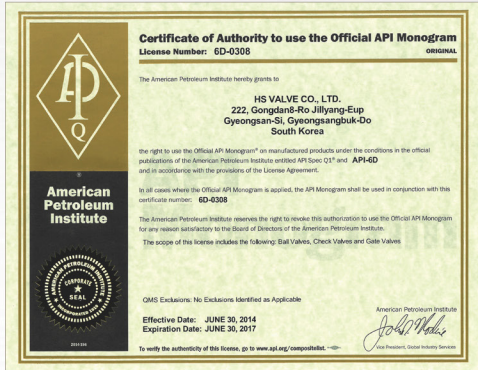 Certificate of Authority to use the Official API Monogram
License Number: 6D-0308
ORIGINAL
The American Petroleum Institute hereby grants to
HS VALVE CO., LTD.
222, Gongdan8-Ro Jillyang-Eup
Gyeongsan-Si, Gyeongsangbuk-Do
South Korea
the right to use the Official API Monogram® on manufactured products under the conditions in the official
publications of the American Petroleum Institute entitled API Spec Q1® and API-6D
and in accordance with the provisions of the License Agreement.
In all cases where the Official API Monogram is applied, the API Monogram shall be used in conjunction with this
certificate number: 6D-0308
The American Petroleum Institute reserves the right to revoke this authorization to use the Official API Monogram
for any reason satisfactory to the Board of Directors of the American Petroleum Institute.
The scope of this license includes the following: Ball Valves, Check Valves and Gate Valves
QMS Exclusions: No Exclusions Identified as Applicable
Effective Date: JUNE 30, 2014
Expiration Date: JUNE 30, 2017
To verify the authenticity of this license, go to www.api.org/compositelist.
American Petroleum Institute
Vice President, Global Industry Services
API
Q
®
American
Petroleum
Institute
AMERICAN PETROLEUM INSTITUTE
CORPORATE
SEAL
INCORPORATED